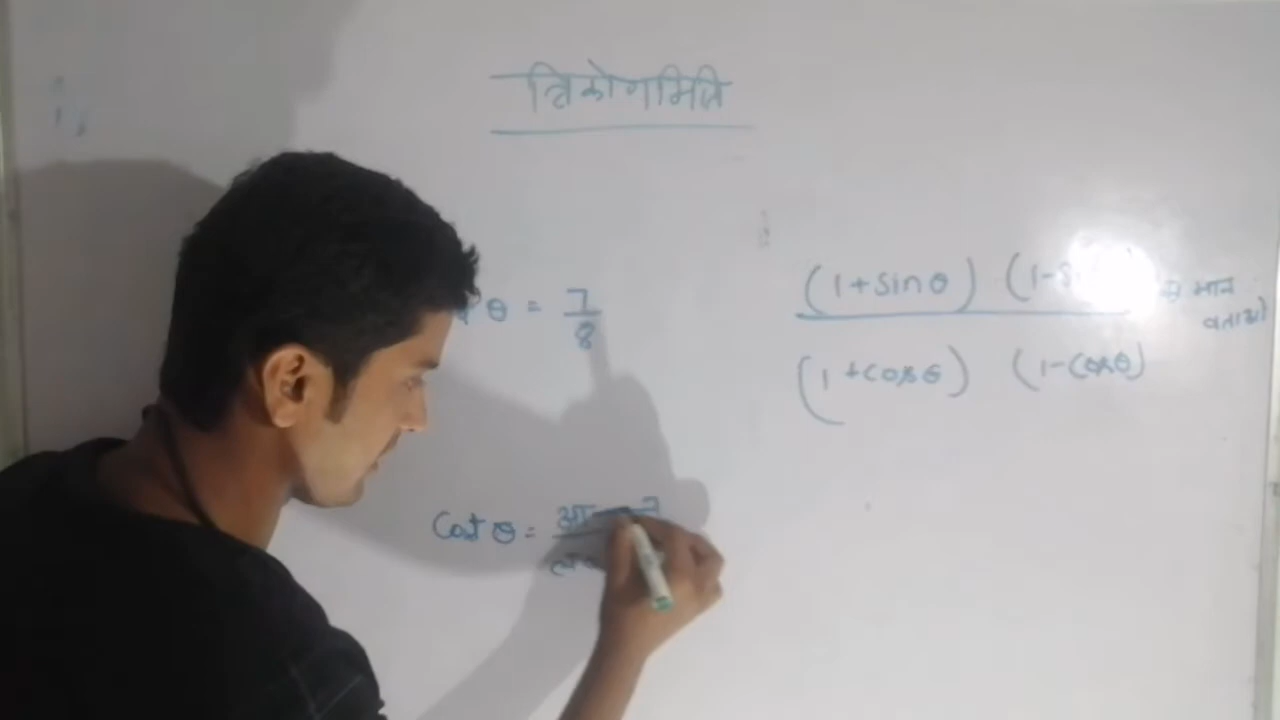 त्रिकोणमिति
θ = 7/8
(1+sinθ) (1-s
मान
बताओ
(1+cosθ) (1-cosθ)
Cot θ = आ